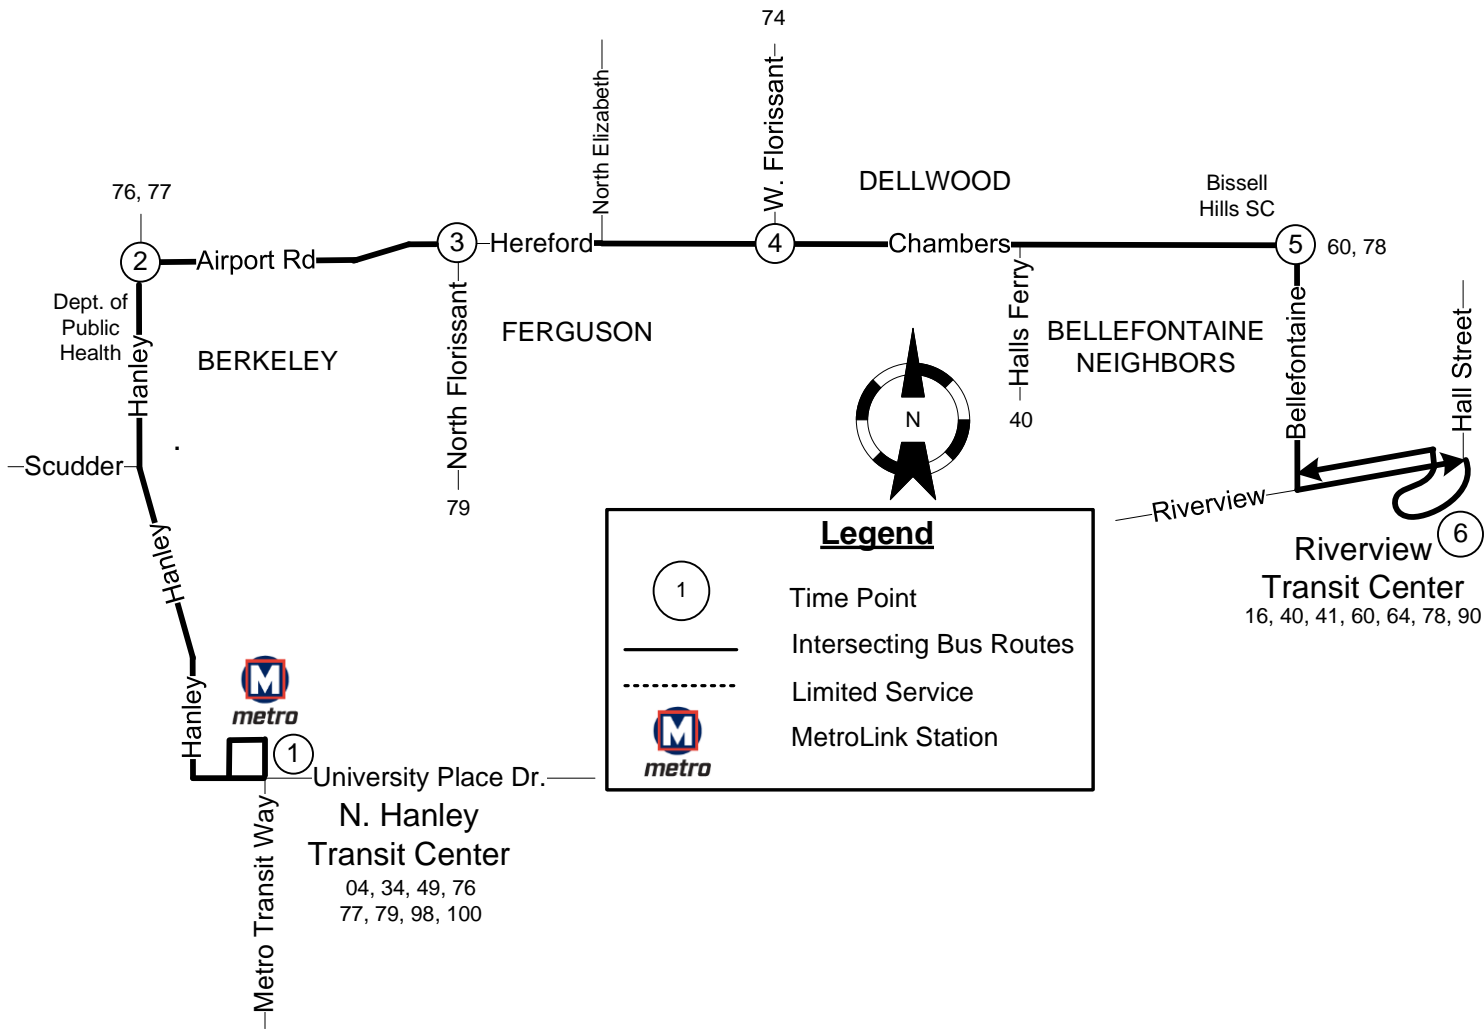 74
North Elizabeth
W. Florissant
DELLWOOD
Bissell
Hills SC
76, 77
2
Airport Rd
3
Hereford
4
Chambers
5
60, 78
Dept. of
Public
Health
Hanley
BERKELEY
North Florissant
FERGUSON
Halls Ferry
BELLEFONTAINE
NEIGHBORS
Bellefontaine
Hall Street
N
40
Scudder
79
Riverview
Hanley
6
Riverview
Transit Center
16, 40, 41, 60, 64, 78, 90
Legend
1
Time Point
Intersecting Bus Routes
Limited Service
M
metro
MetroLink Station
Hanley
M
metro
1
University Place Dr.
N. Hanley
Transit Center
04, 34, 49, 76
77, 79, 98, 100
Metro Transit Way